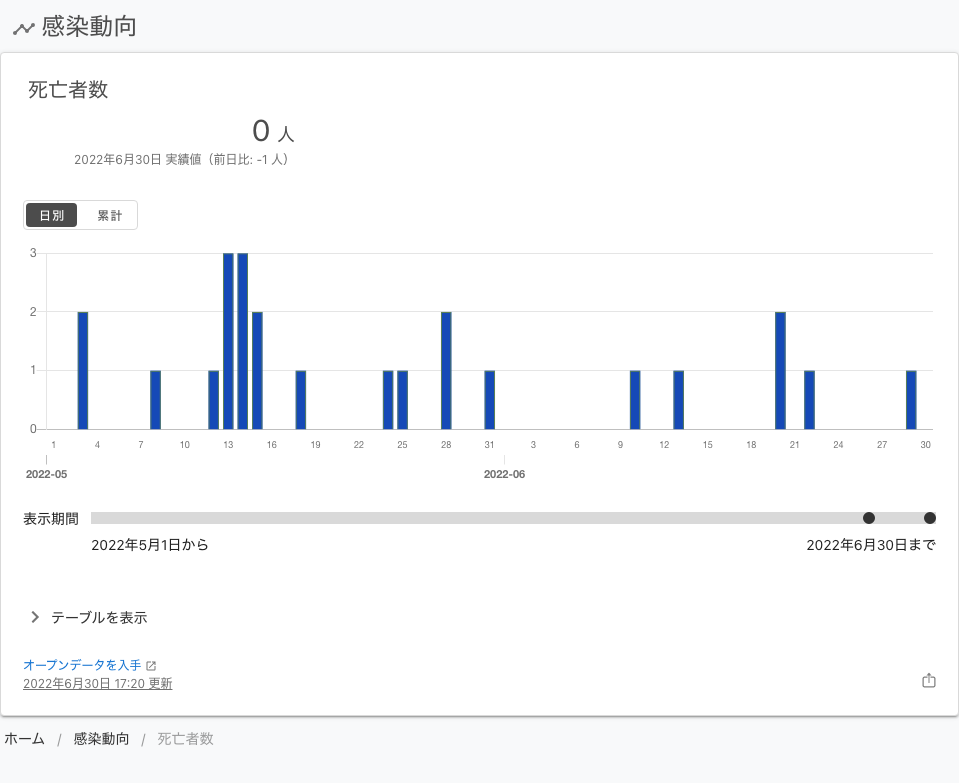 感染動向
死亡者数
0 人
2022年6月30日 実績値（前日比: -1 人）
日別 累計
3
2
1
0
1 4 7 10 13 16 19 22 25 28 31 3 6 9 12 15 18 21 24 27 30
2022-05 2022-06
表示期間
2022年5月1日から 2022年6月30日まで
テーブルを表示
オープンデータを入手
2022年6月30日 17:20 更新
ホーム / 感染動向 / 死亡者数